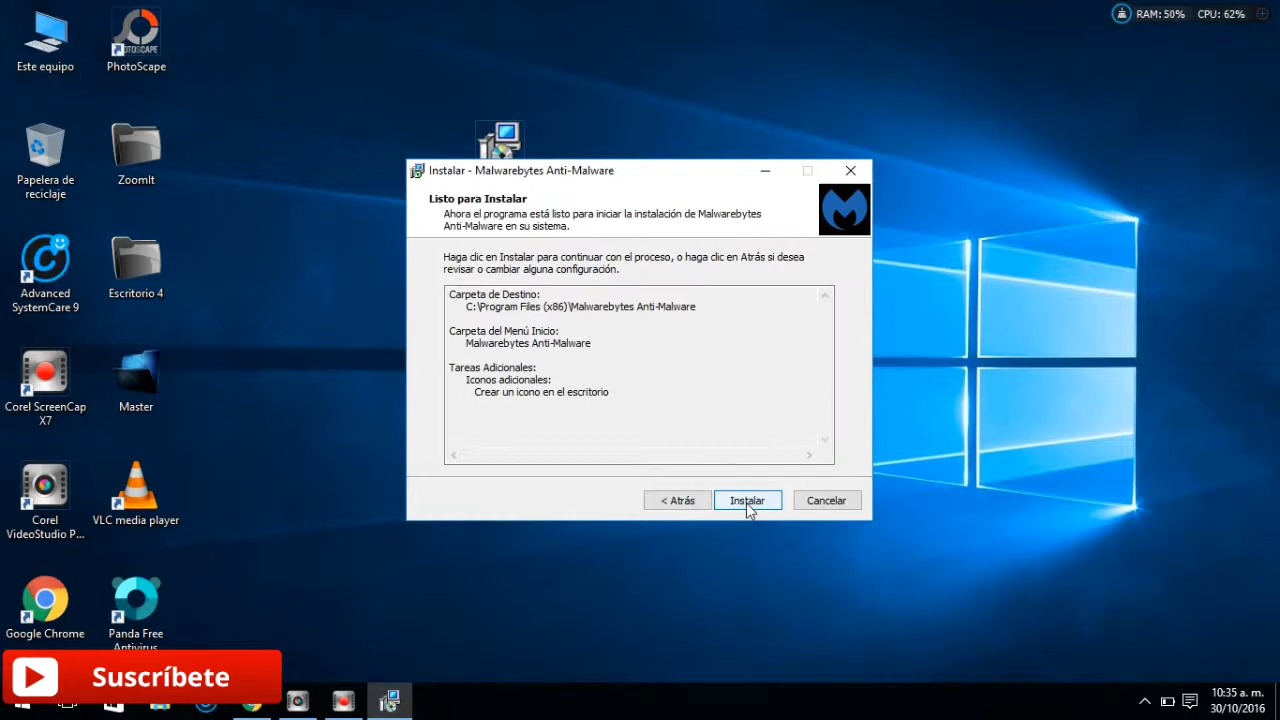 RAM: 50% CPU: 62%
Este equipo
PHOTOSCAPE
PhotoScape
Papelera de
reciclaje
ZoomIt
Advanced
SystemCare 9
Escritorio 4
Corel ScreenCap
X7
Master
Corel
VideoStudio P...
VLC media player
Google Chrome
Panda Free
Antivirus
Instalar - Malwarebytes Anti-Malware
Listo para Instalar
Ahora el programa está listo para iniciar la instalación de Malwarebytes
Anti-Malware en su sistema.
Haga clic en Instalar para continuar con el proceso, o haga clic en Atrás si desea
revisar o cambiar alguna configuración.
Carpeta de Destino:
C:\Program Files (x86)\Malwarebytes Anti-Malware
Carpeta del Menú Inicio:
Malwarebytes Anti-Malware
Tareas Adicionales:
Iconos adicionales:
Crear un icono en el escritorio
< Atrás
Instalar
Cancelar
Suscríbete
10:35 a. m.
30/10/2016